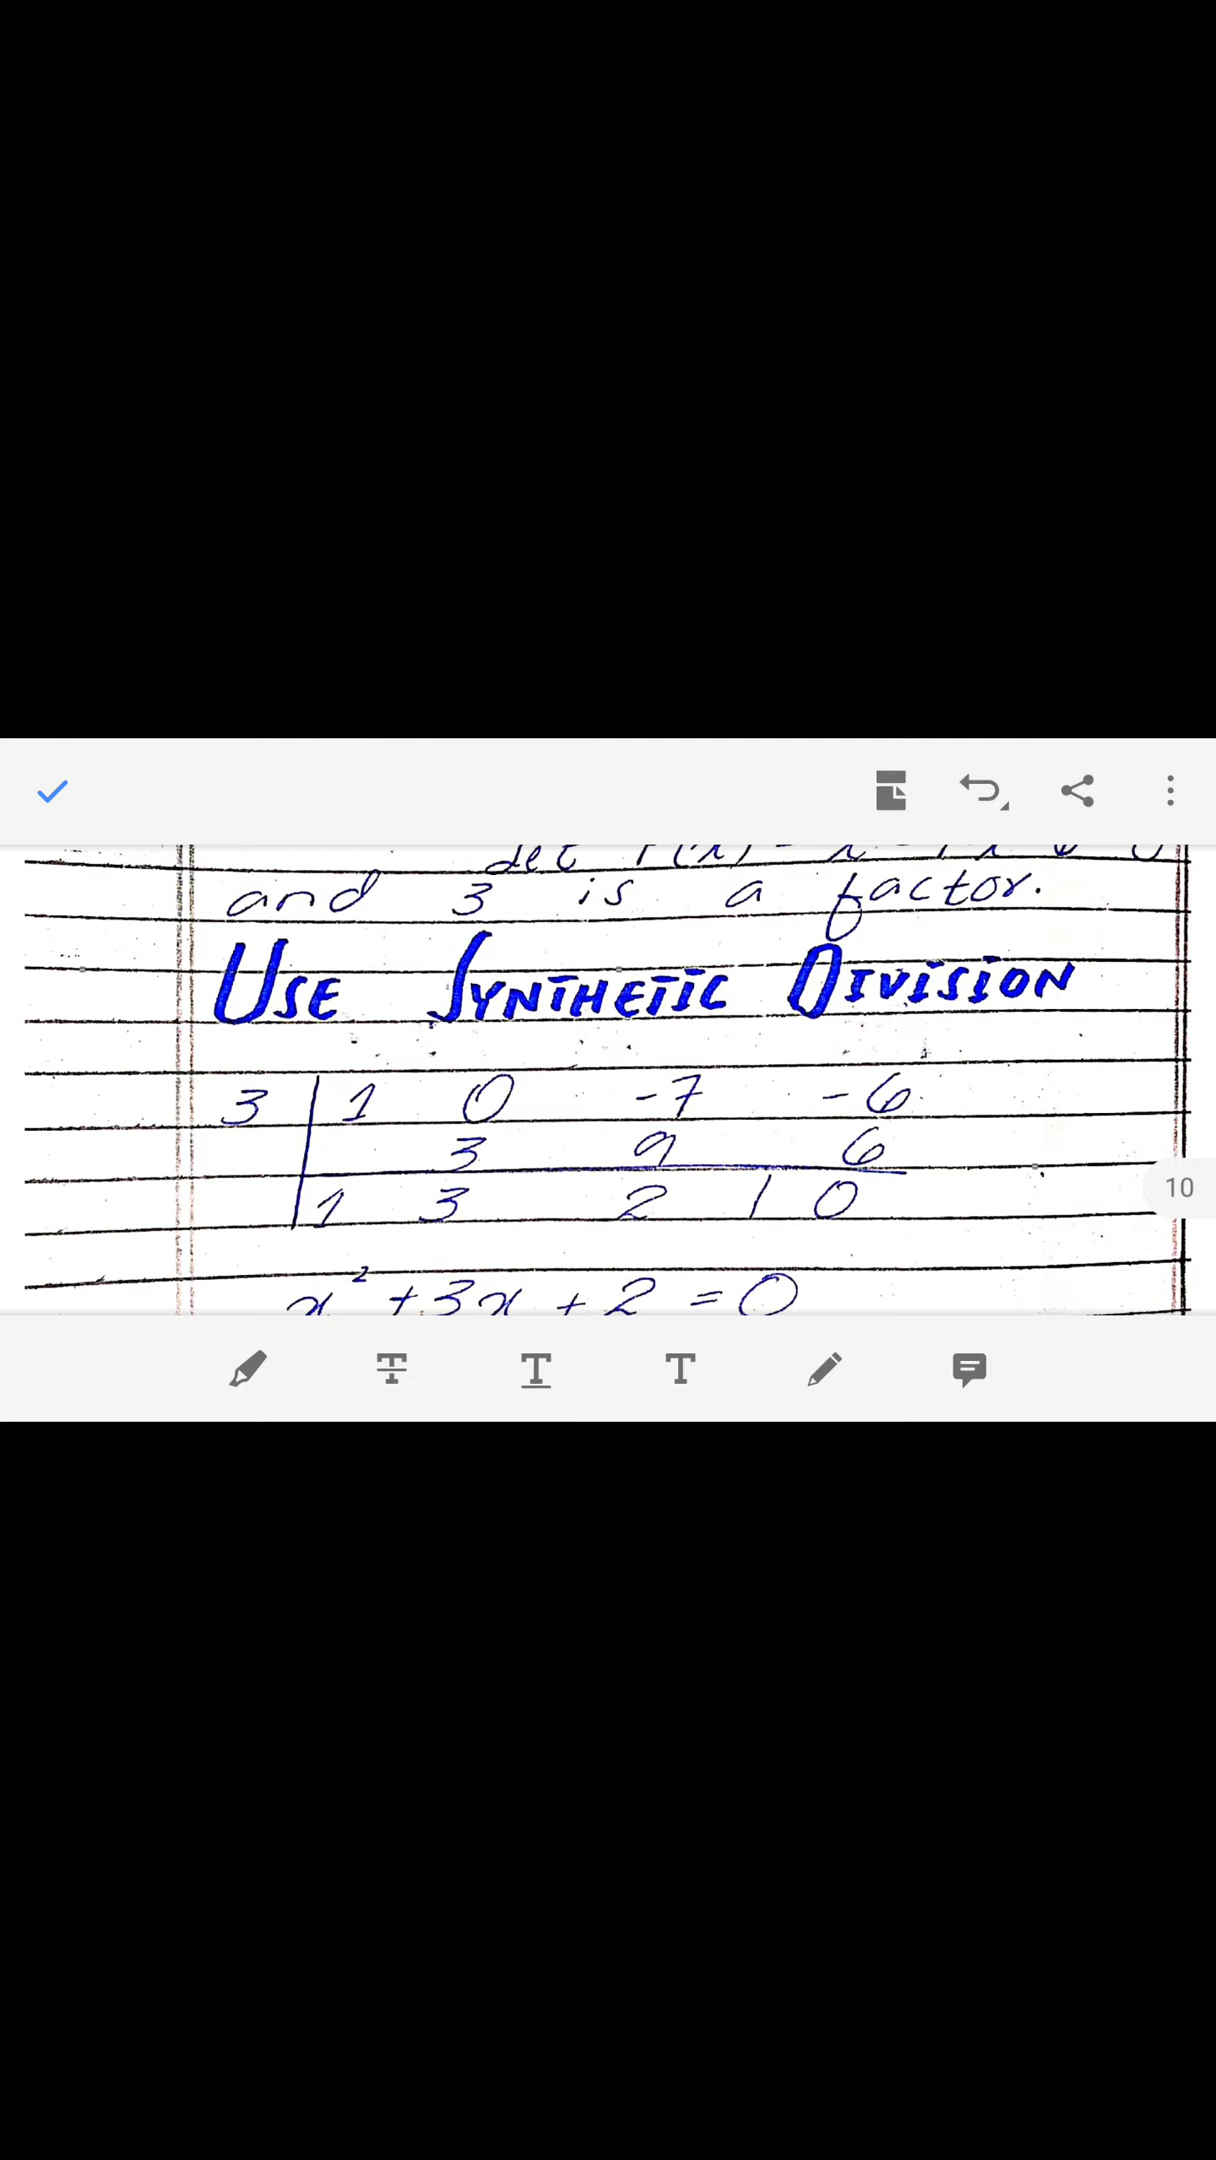 and 3 is a factor.
USE SYNTHETIC DIVISION
3 | 1 0 -7 -6
3 9 6
1 3 2 | 0
10
x² + 3x + 2 = 0